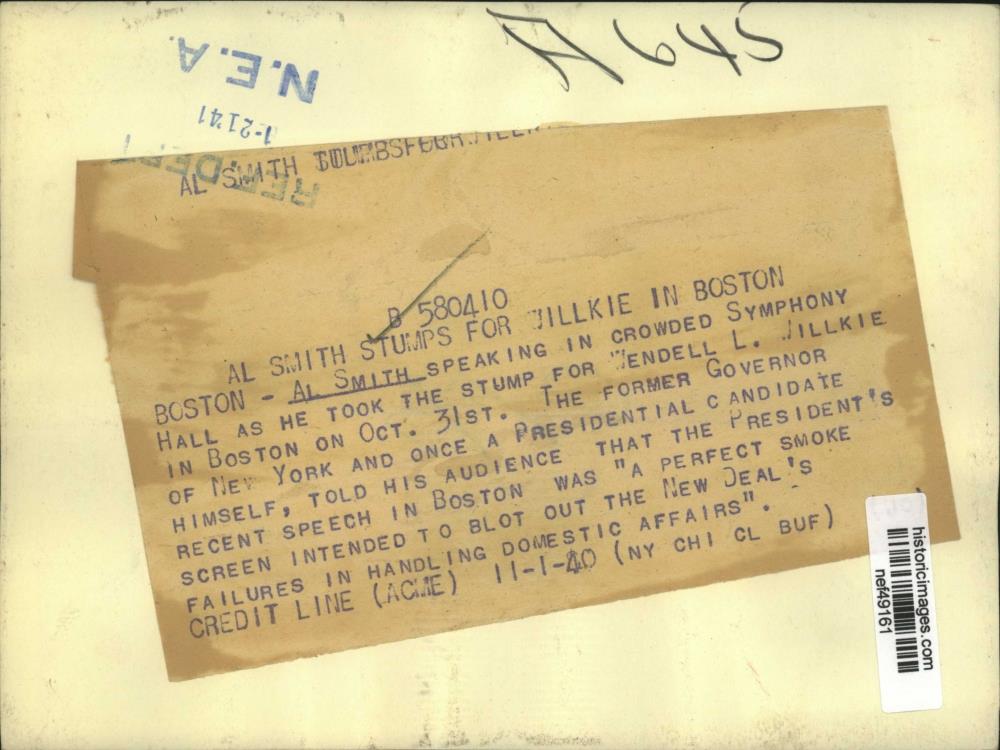 A 645
N.E.A.
1-2141
REF. DEPT
AL SMITH
B 580410
AL SMITH STUMPS FOR WILLKIE IN BOSTON
BOSTON - AL SMITH SPEAKING IN CROWDED SYMPHONY
HALL AS HE TOOK THE STUMP FOR WENDELL L. WILLKIE
IN BOSTON ON OCT. 31ST. THE FORMER GOVERNOR
OF NEW YORK AND ONCE A PRESIDENTIAL CANDIDATE
HIMSELF, TOLD HIS AUDIENCE THAT THE PRESIDENT'S
RECENT SPEECH IN BOSTON WAS "A PERFECT SMOKE
SCREEN INTENDED TO BLOT OUT THE NEW DEAL'S
FAILURES IN HANDLING DOMESTIC AFFAIRS".
CREDIT LINE (ACME) 11-1-40 (NY CHI CL BUF)
historicimages.com
nef49161